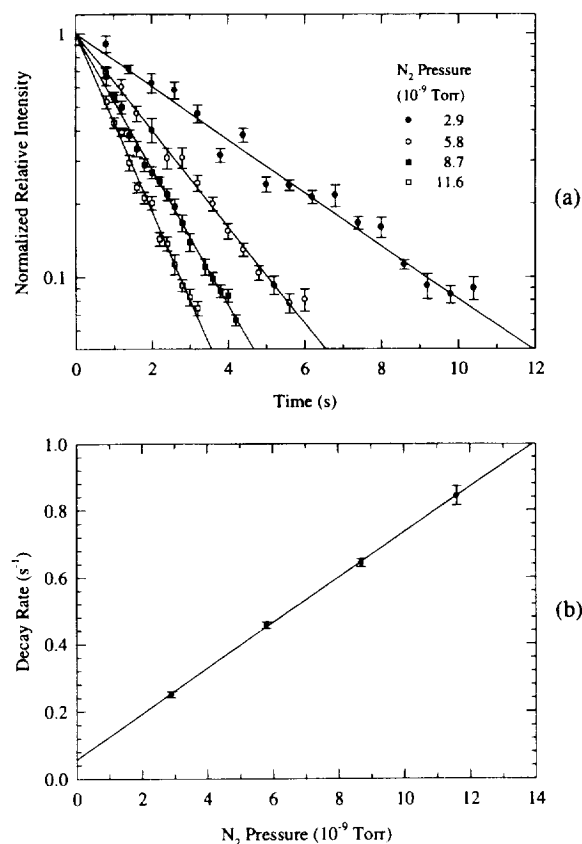 N2 Pressure
(10-9 Torr)
2.9
5.8
8.7
11.6
1
0.1
Normalized Relative Intensity
(a)
0 2 4 6 8 10 12
Time (s)
1.0
0.8
0.6
0.4
0.2
0.0
Decay Rate (s-1)
(b)
0 2 4 6 8 10 12 14
N2 Pressure (10-9 Torr)